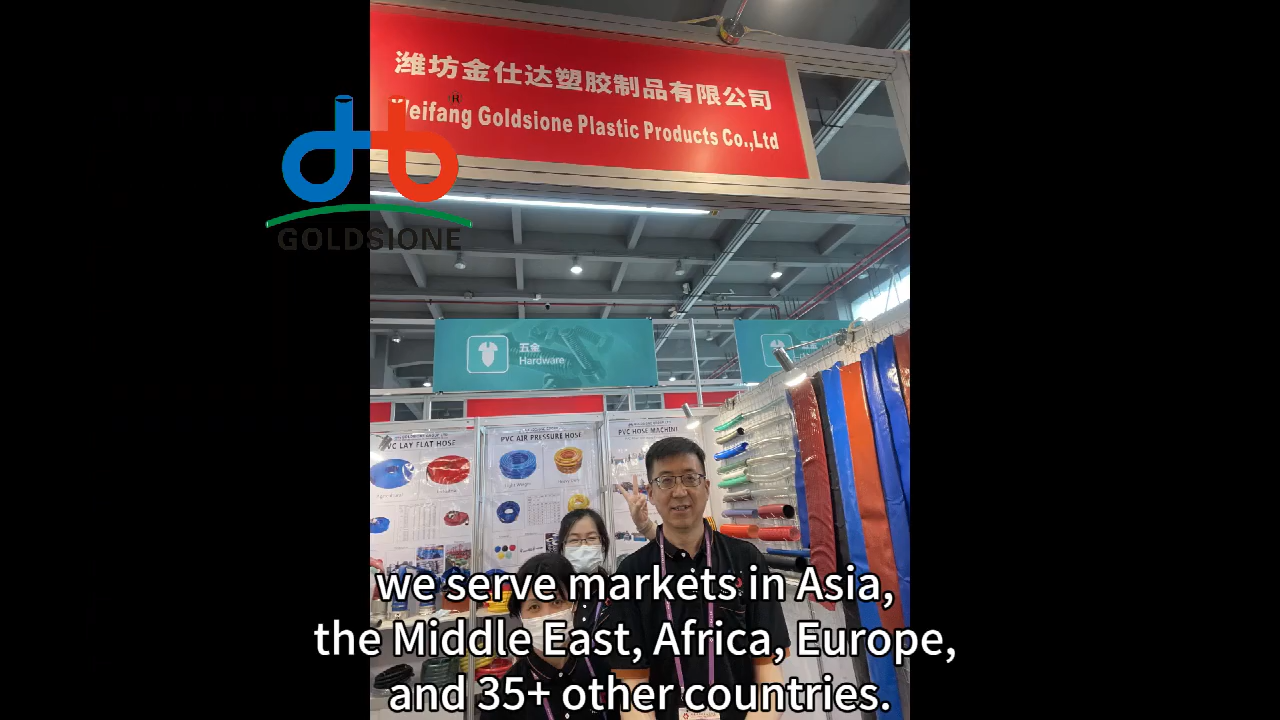 潍坊金仕达塑胶制品有限公司
Weifang Goldsione Plastic Products Co.,Ltd
GOLDSIONE
五金
Hardware
PVC LAY FLAT HOSE
PVC AIR PRESSURE HOSE
PVC HOSE MACHINE
we serve markets in Asia,
the Middle East, Africa, Europe,
and 35+ other countries.